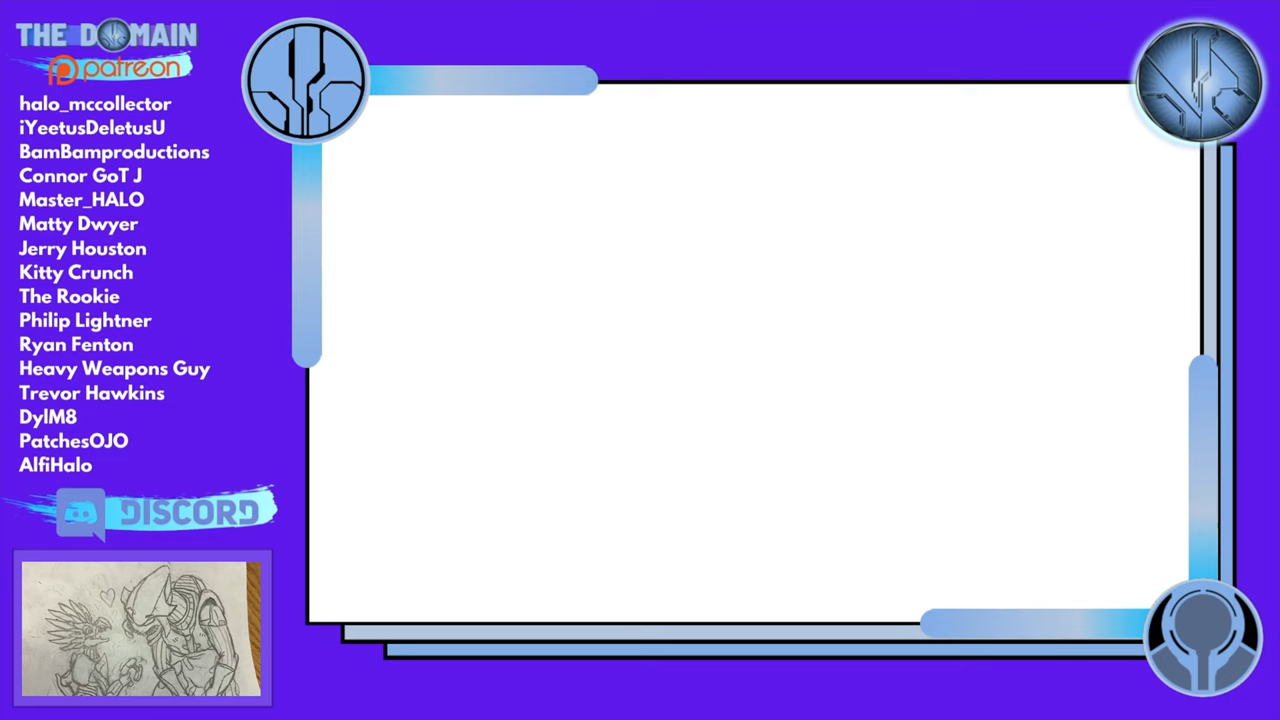 THE DOMAIN
patreon
halo_mccollector
iYeetusDeletusU
BamBamproductions
Connor GoT J
Master_HALO
Matty Dwyer
Jerry Houston
Kitty Crunch
The Rookie
Philip Lightner
Ryan Fenton
Heavy Weapons Guy
Trevor Hawkins
DylM8
PatchesOJO
AlfiHalo
DISCORD